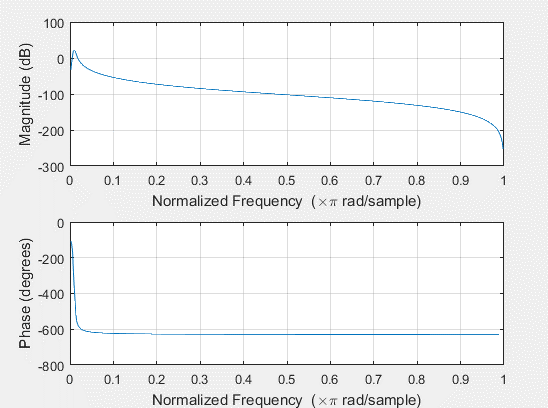 100
0
-100
-200
-300
Magnitude (dB)
0 0.1 0.2 0.3 0.4 0.5 0.6 0.7 0.8 0.9 1
Normalized Frequency (×π rad/sample)
0
-200
-400
-600
-800
Phase (degrees)
0 0.1 0.2 0.3 0.4 0.5 0.6 0.7 0.8 0.9 1
Normalized Frequency (×π rad/sample)